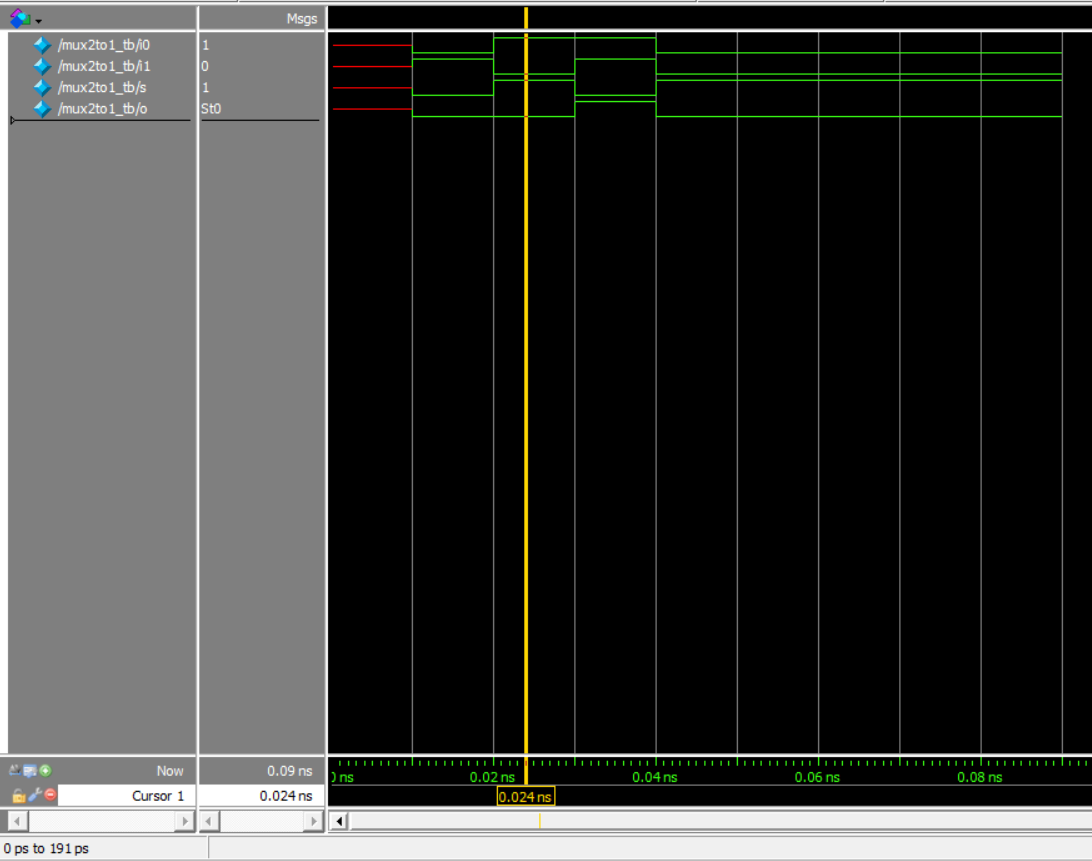 Msgs
/mux2to1_tb/i0 1
/mux2to1_tb/i1 0
/mux2to1_tb/s 1
/mux2to1_tb/o St0
Now 0.09 ns
ns 0.02 ns 0.04 ns 0.06 ns 0.08 ns
Cursor 1 0.024 ns 0.024 ns
0 ps to 191 ps